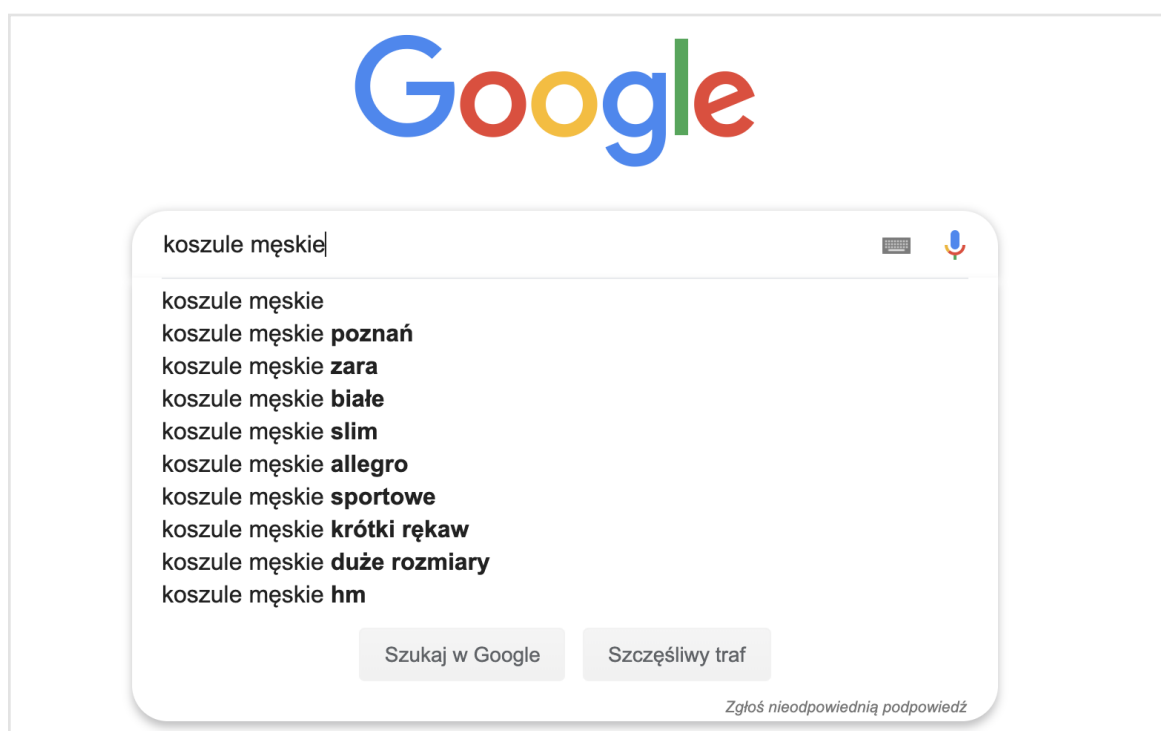 Google
koszule męskie
koszule męskie
koszule męskie poznań
koszule męskie zara
koszule męskie białe
koszule męskie slim
koszule męskie allegro
koszule męskie sportowe
koszule męskie krótki rękaw
koszule męskie duże rozmiary
koszule męskie hm
Szukaj w Google Szczęśliwy traf
Zgłoś nieodpowiednią podpowiedź